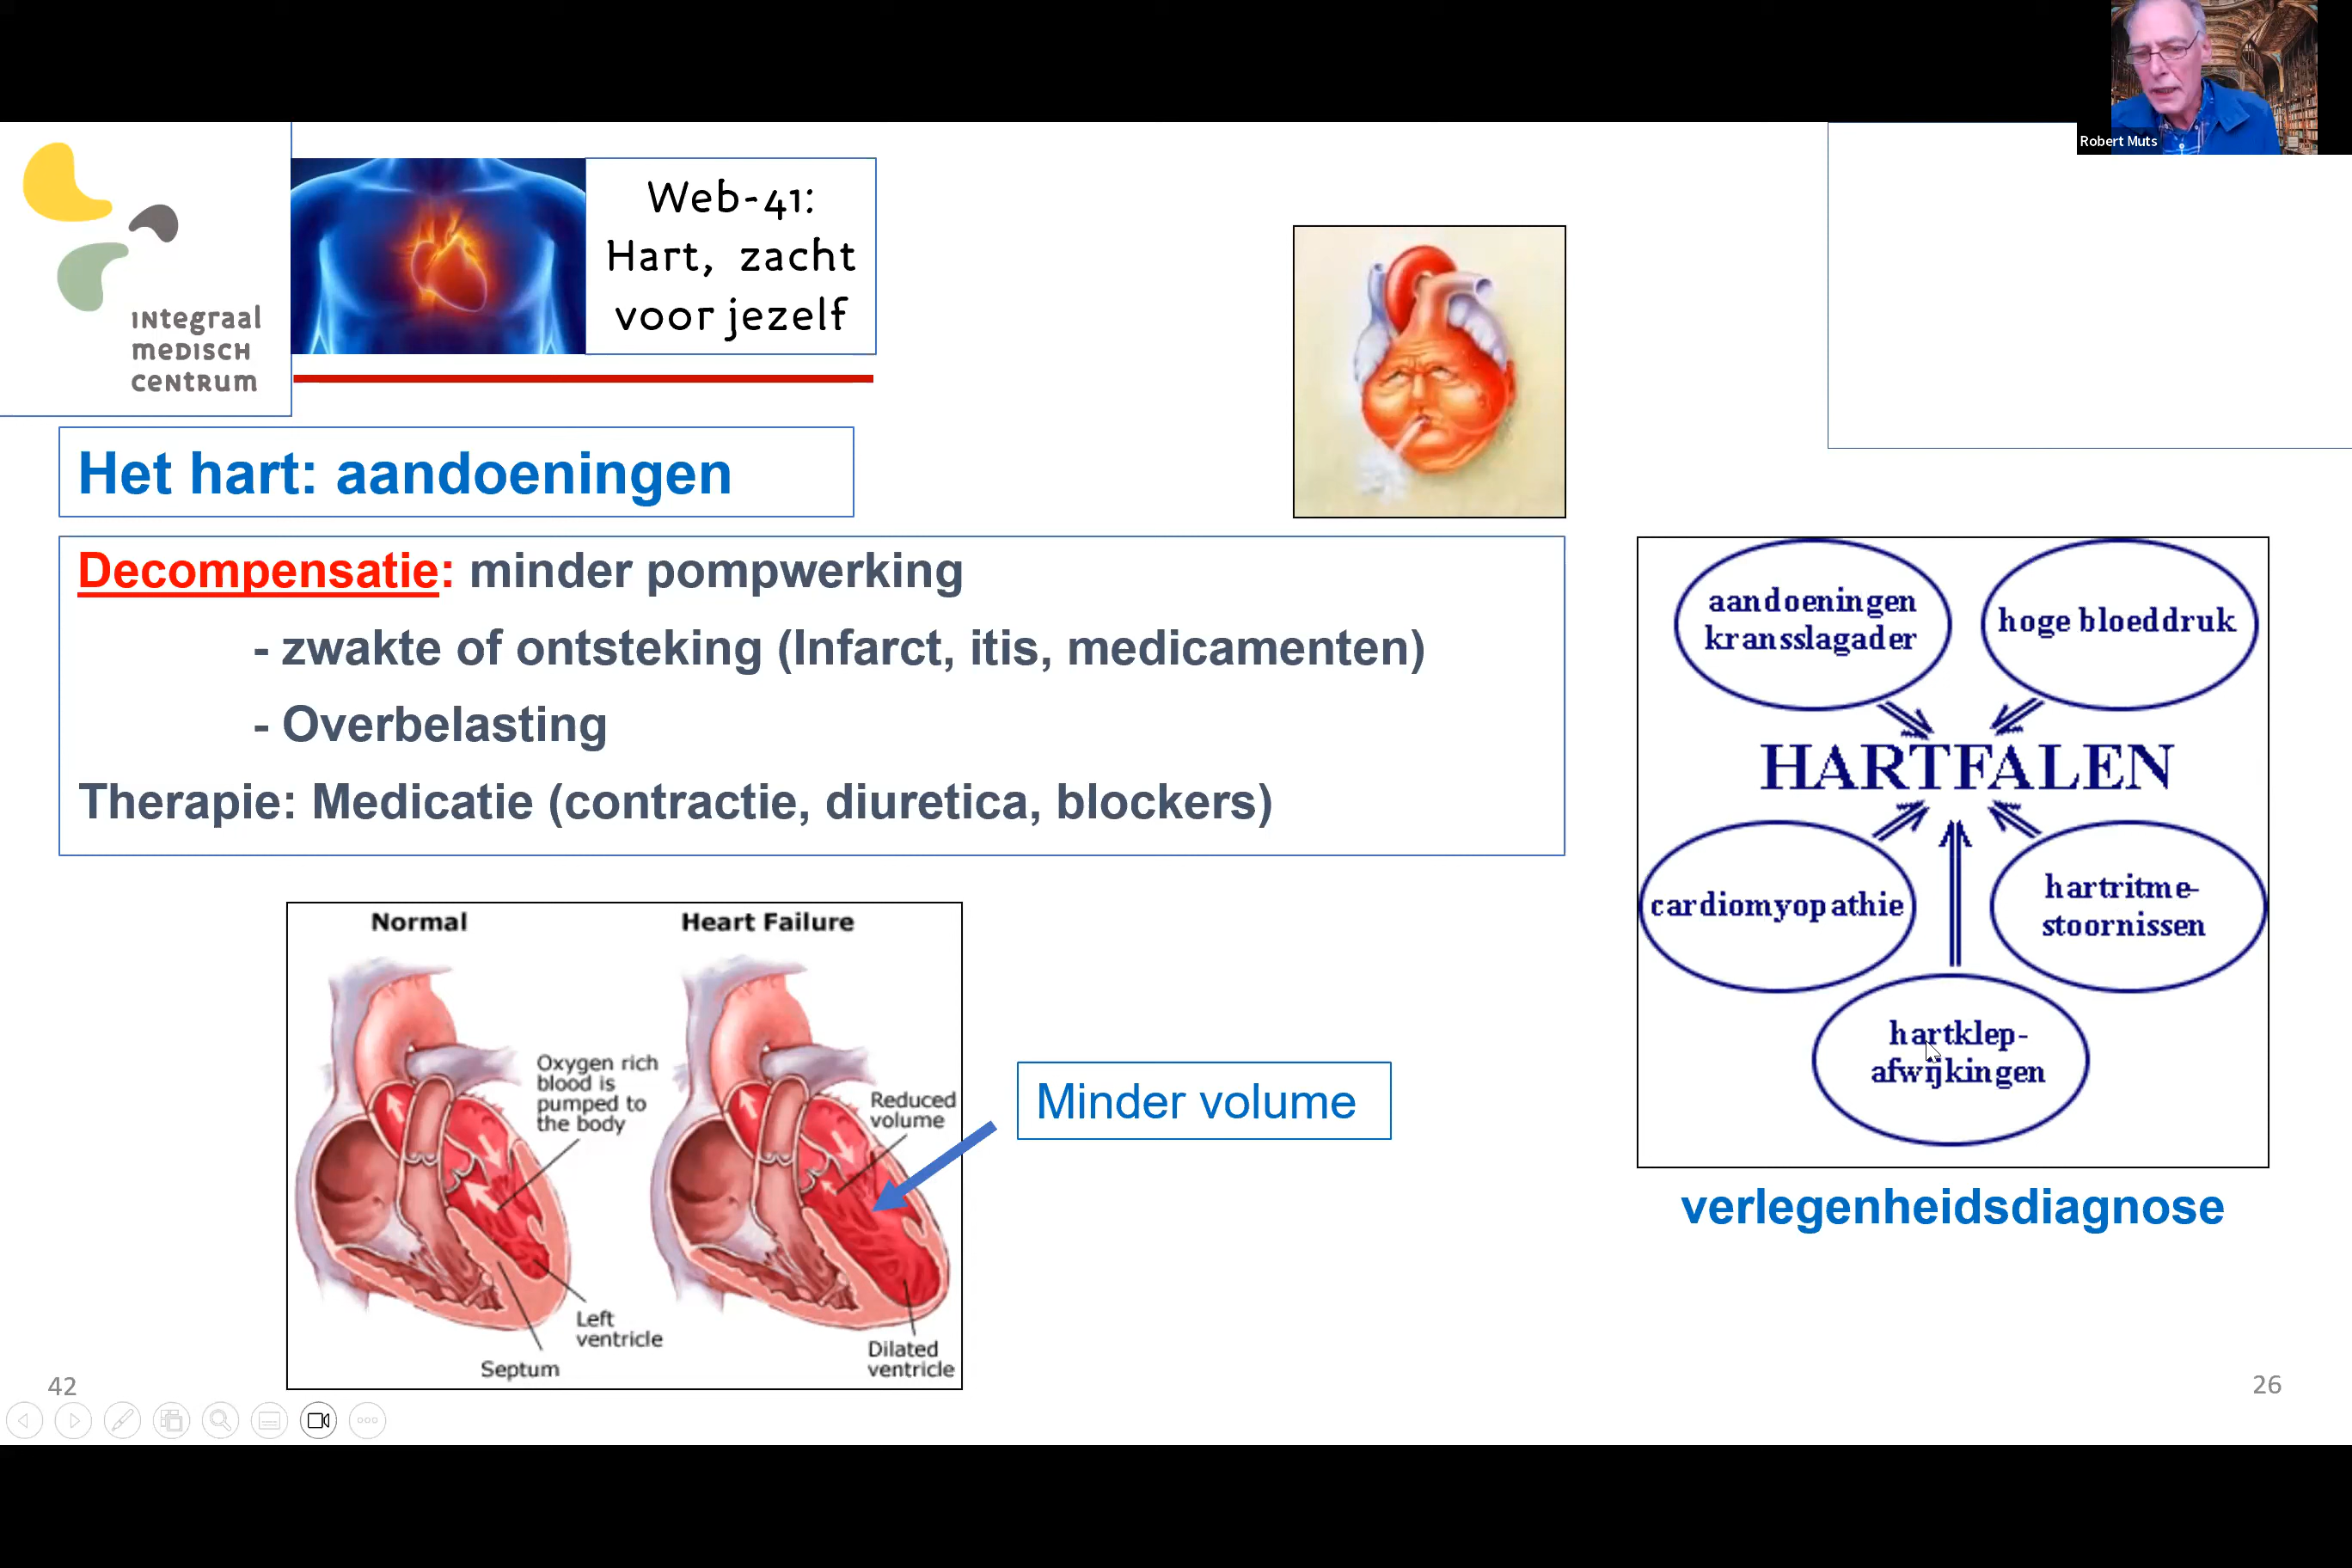 Robert Muts
INtegraal
meDISCH
CeNtRum
Web-41:
Hart, zacht
voor jezelf
Het hart: aandoeningen
Decompensatie: minder pompwerking
- zwakte of ontsteking (Infarct, itis, medicamenten)
- Overbelasting
Therapie: Medicatie (contractie, diuretica, blockers)
aandoeningen
kransslagader
hoge bloeddruk
HARTFALEN
cardiomyopathie
hartritme-
stoornissen
hartklep-
afwijkingen
verlegenheidsdiagnose
Normal
Heart Failure
Oxygen rich
blood is
pumped to
the body
Reduced
volume
Left
ventricle
Septum
Dilated
ventricle
Minder volume
42
26